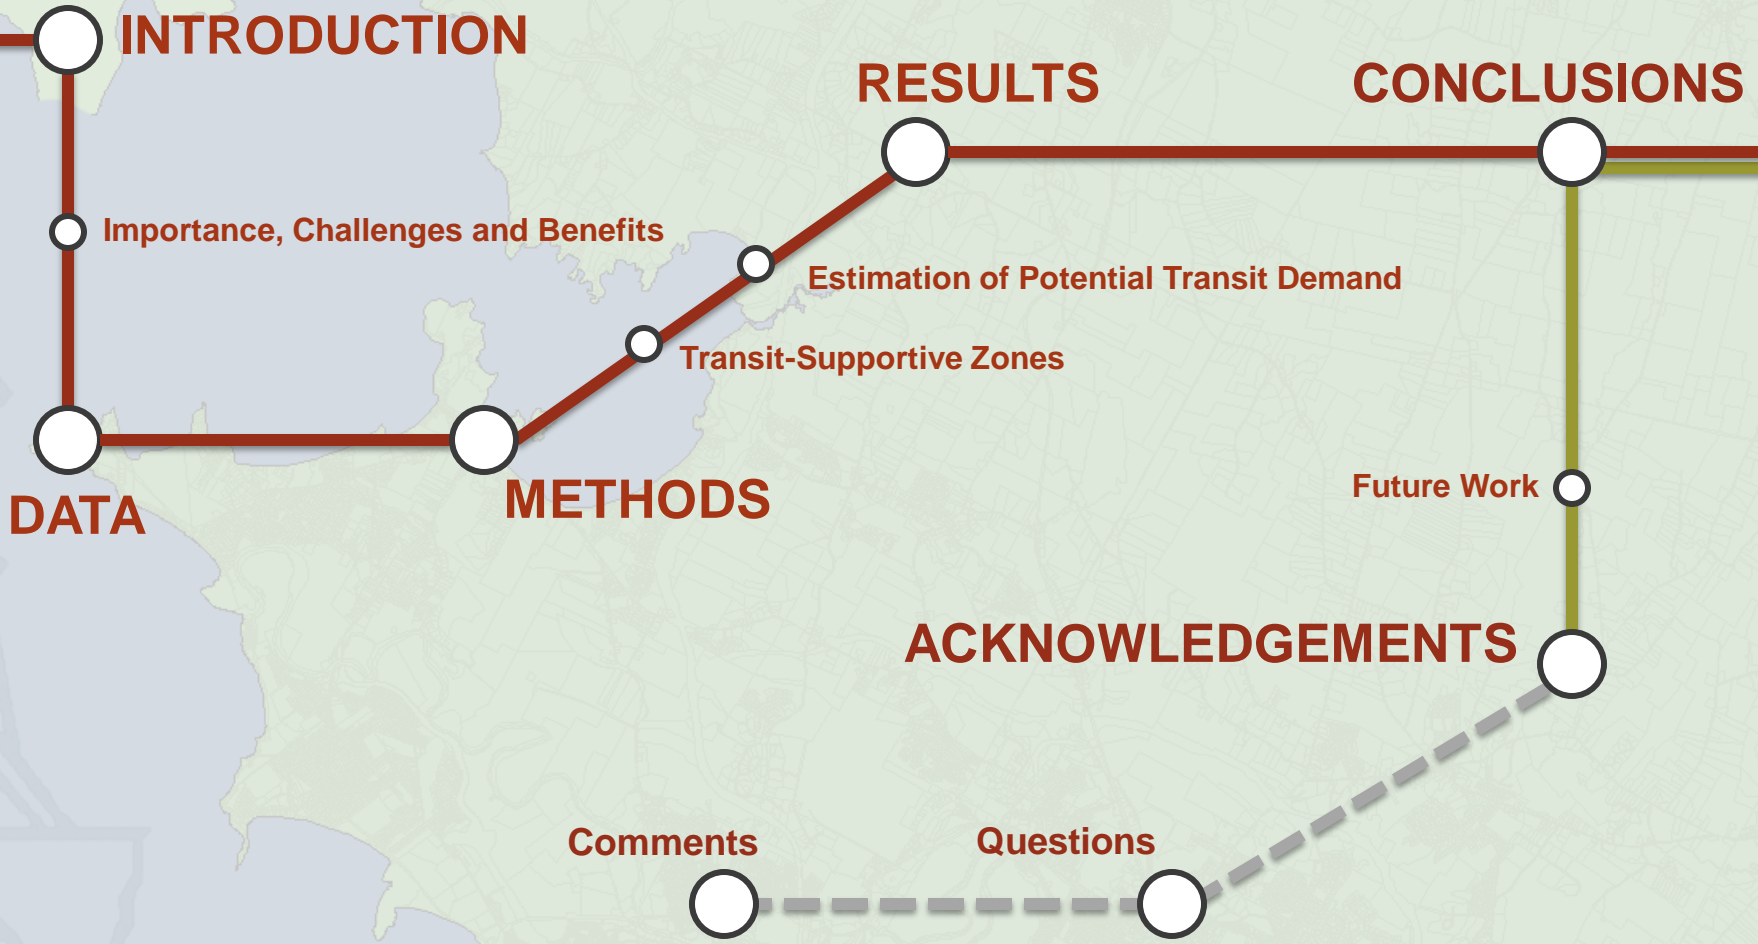 INTRODUCTION
RESULTS
CONCLUSIONS
Importance, Challenges and Benefits
Estimation of Potential Transit Demand
Transit-Supportive Zones
DATA
METHODS
Future Work
ACKNOWLEDGEMENTS
Comments
Questions